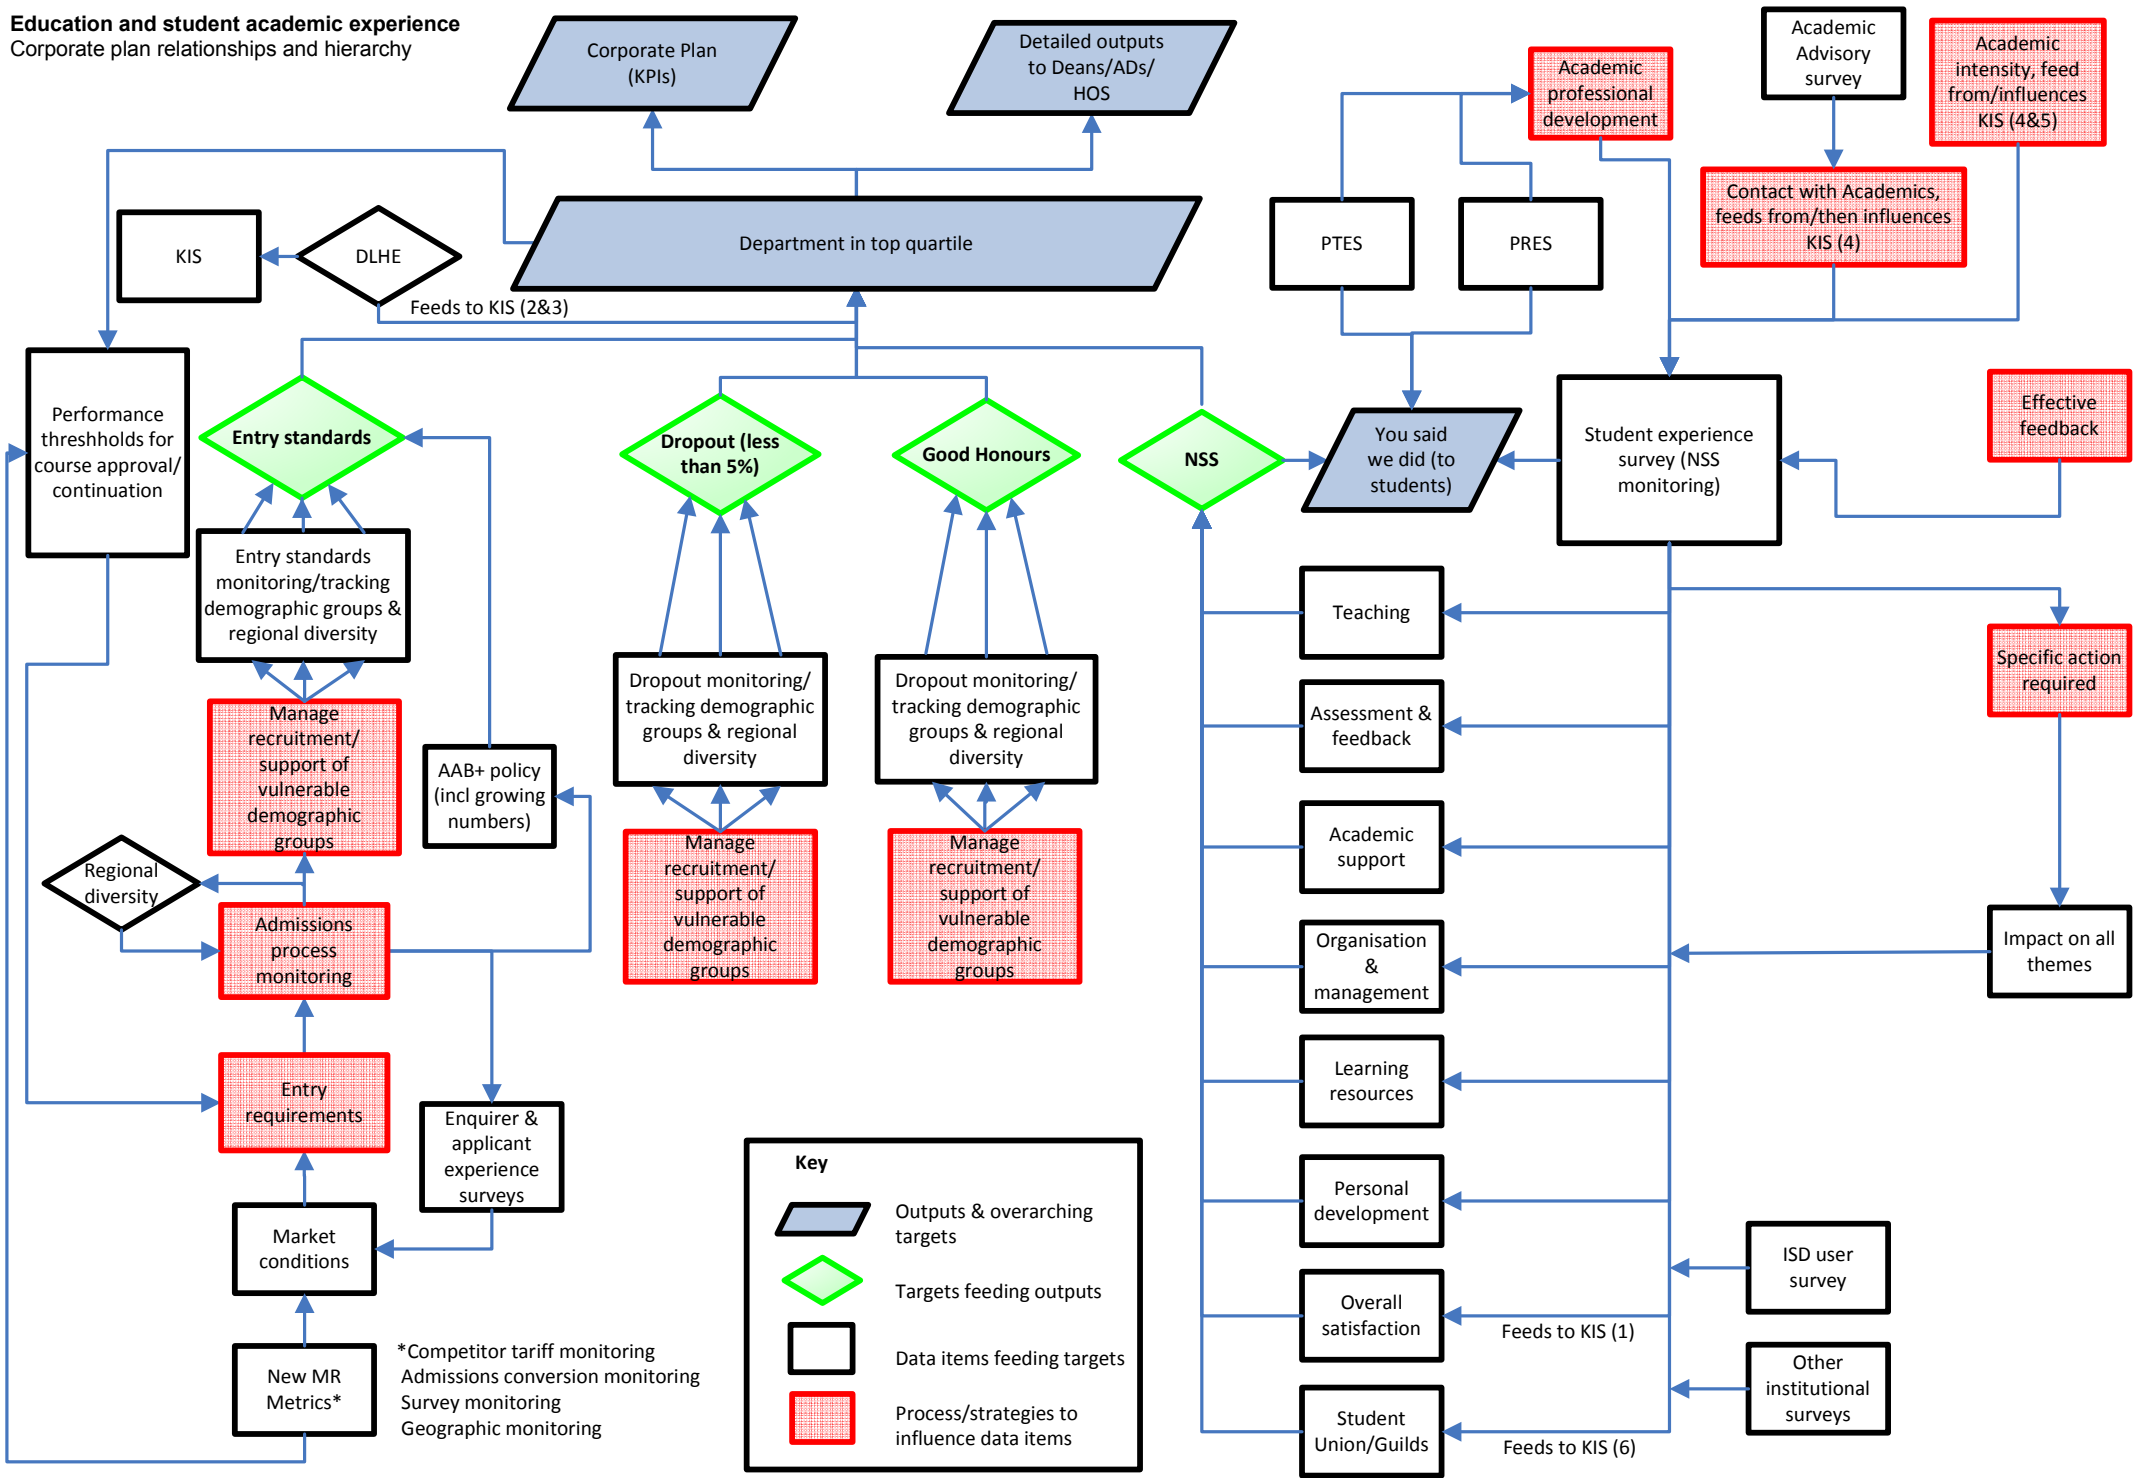 Education and student academic experience
Corporate plan relationships and hierarchy
Corporate Plan
(KPIs)
Detailed outputs
to Deans/ADs/
HOS
Academic
professional
development
Academic
Advisory
survey
Academic
intensity, feed
from/influences
KIS (4&5)
Contact with Academics,
feeds from/then influences
KIS (4)
KIS
DLHE
Feeds to KIS (2&3)
Department in top quartile
PTES
PRES
Performance
threshholds for
course approval/
continuation
Entry standards
Dropout (less
than 5%)
Good Honours
NSS
You said
we did (to
students)
Student experience
survey (NSS
monitoring)
Effective
feedback
Entry standards
monitoring/tracking
demographic groups &
regional diversity
Manage
recruitment/
support of
vulnerable
demographic
groups
AAB+ policy
(incl growing
numbers)
Dropout monitoring/
tracking demographic
groups & regional
diversity
Dropout monitoring/
tracking demographic
groups & regional
diversity
Manage
recruitment/
support of
vulnerable
demographic
groups
Manage
recruitment/
support of
vulnerable
demographic
groups
Regional
diversity
Admissions
process
monitoring
Entry
requirements
Enquirer &
applicant
experience
surveys
Market
conditions
New MR
Metrics*
*Competitor tariff monitoring
Admissions conversion monitoring
Survey monitoring
Geographic monitoring
Key
Outputs & overarching
targets
Targets feeding outputs
Data items feeding targets
Process/strategies to
influence data items
Teaching
Assessment &
feedback
Academic
support
Organisation
&
management
Learning
resources
Personal
development
Overall
satisfaction
Feeds to KIS (1)
Student
Union/Guilds
Feeds to KIS (6)
Specific action
required
Impact on all
themes
ISD user
survey
Other
institutional
surveys